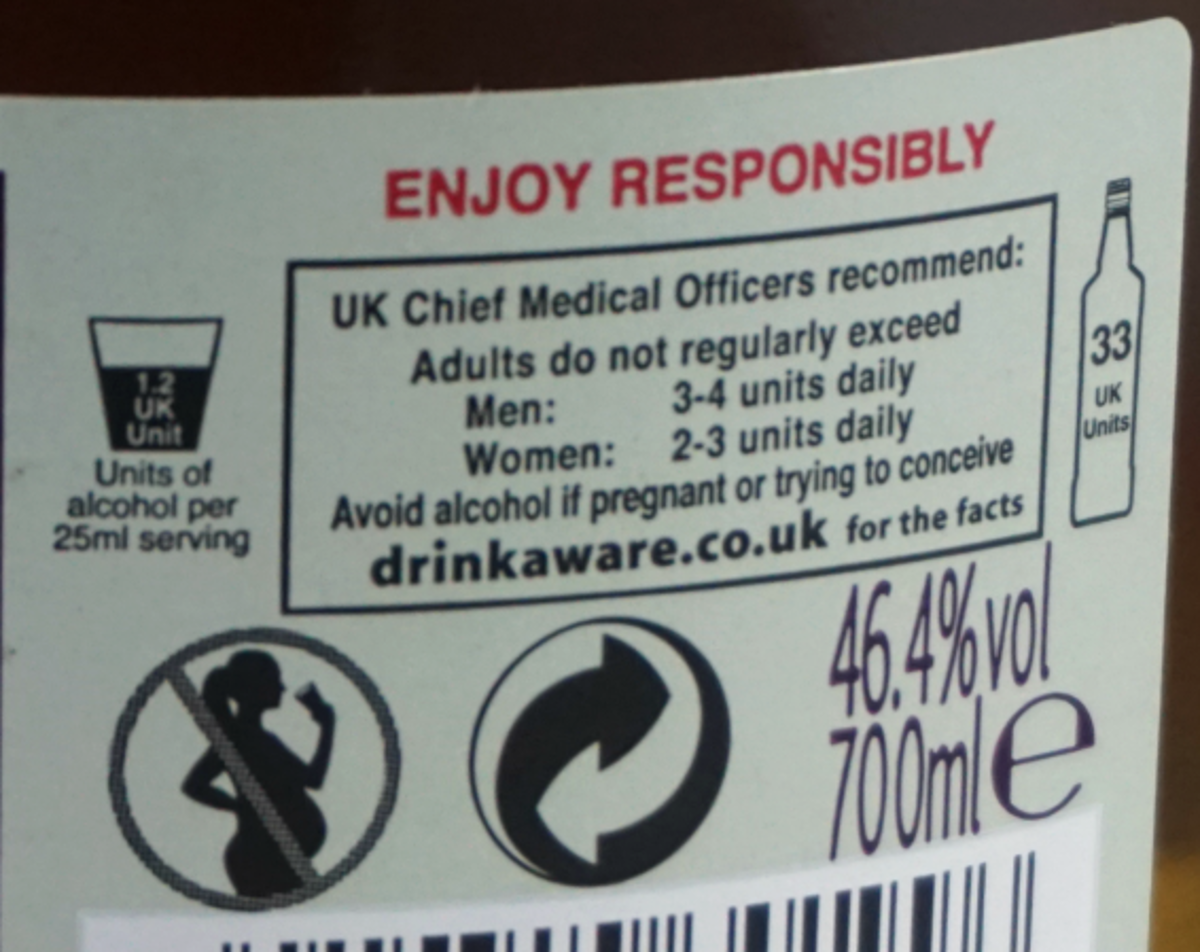 ENJOY RESPONSIBLY
UK Chief Medical Officers recommend:
Adults do not regularly exceed
Men: 3-4 units daily
Women: 2-3 units daily
Avoid alcohol if pregnant or trying to conceive
drinkaware.co.uk for the facts
1.2
UK
Unit
Units of
alcohol per
25ml serving
33
UK
Units
46.4%vol
700ml e